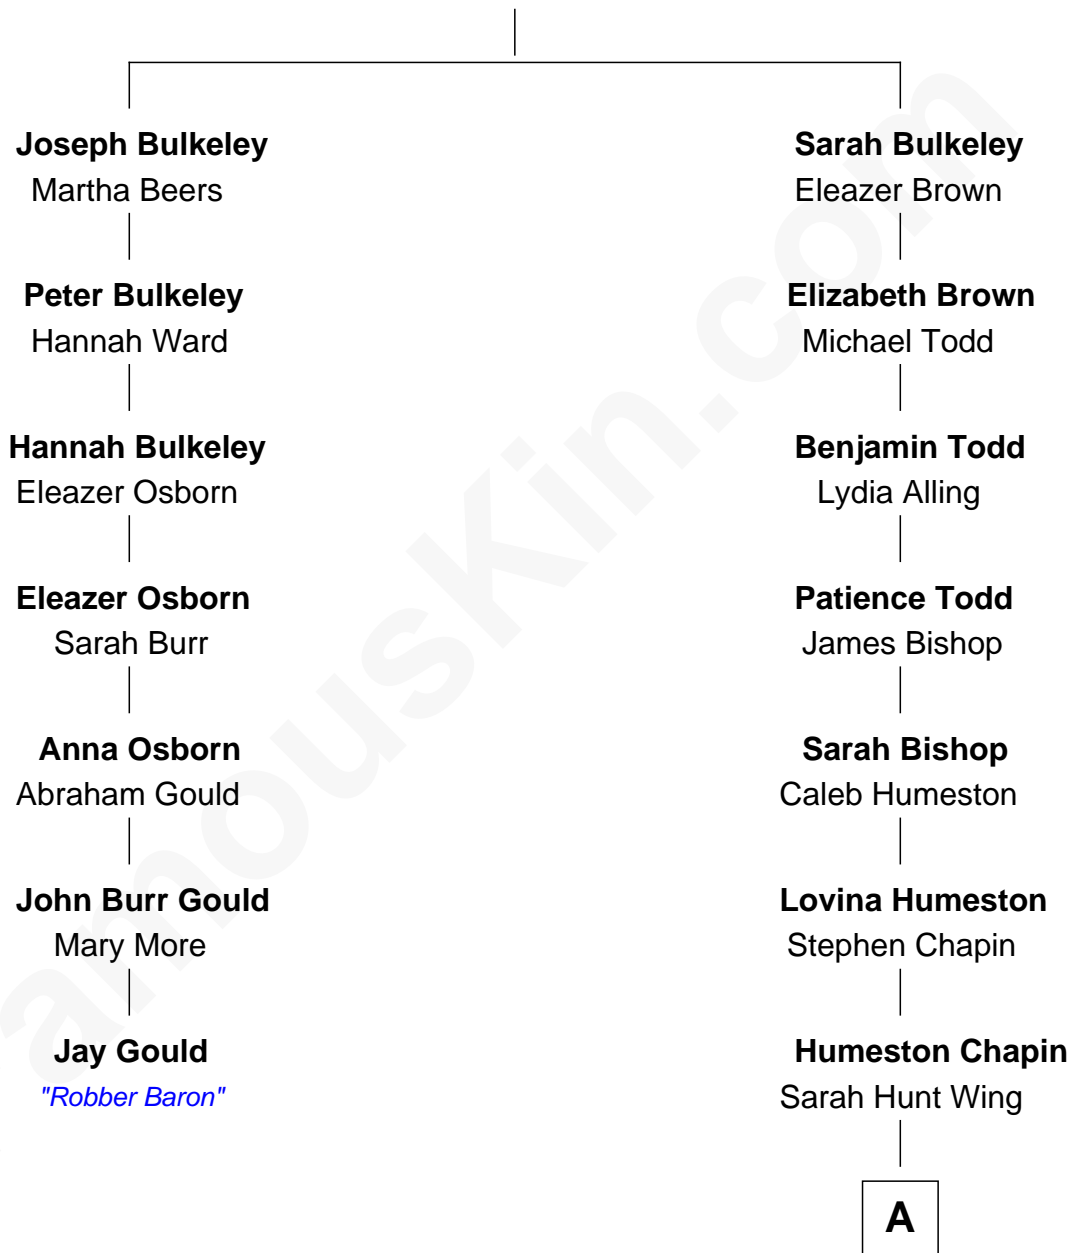 Joseph Bulkeley
Martha Beers
Peter Bulkeley
Hannah Ward
Hannah Bulkeley
Eleazer Osborn
Eleazer Osborn
Sarah Burr
Anna Osborn
Abraham Gould
John Burr Gould
Mary More
Jay Gould
"Robber Baron"
Sarah Bulkeley
Eleazer Brown
Elizabeth Brown
Michael Todd
Benjamin Todd
Lydia Alling
Patience Todd
James Bishop
Sarah Bishop
Caleb Humeston
Lovina Humeston
Stephen Chapin
Humeston Chapin
Sarah Hunt Wing
A
amousKin.com